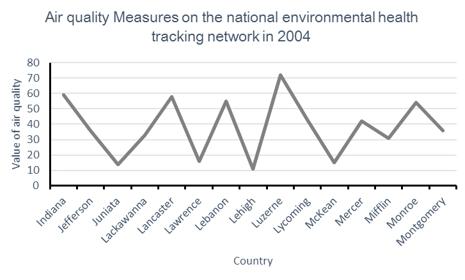 Air quality Measures on the national environmental health
tracking network in 2004
Value of air quality
80
70
60
50
40
30
20
10
0
Indiana
Jefferson
Juniata
Lackawanna
Lancaster
Lawrence
Lebanon
Lehigh
Luzerne
Lycoming
McKean
Mercer
Mifflin
Monroe
Montgomery
Country